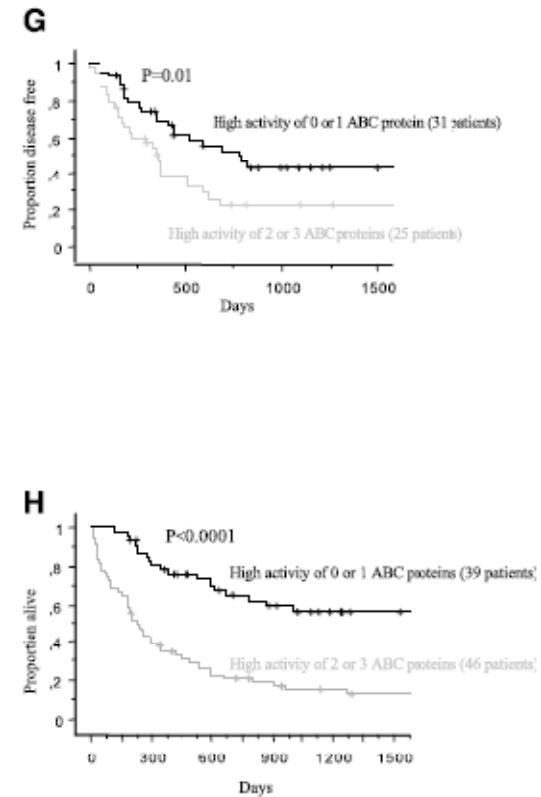 G
1
,8
,6
,4
,2
0
Proportion disease free
P=0.01
High activity of 0 or 1 ABC protein (31 patients)
High activity of 2 or 3 ABC proteins (25 patients)
0 500 1000 1500
Days
H
1
,8
,6
,4
,2
0
Proportion alive
P<0.0001
High activity of 0 or 1 ABC proteins (39 patients)
High activity of 2 or 3 ABC proteins (46 patients)
0 300 600 900 1200 1500
Days